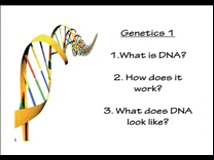 Genetics 1
1.What is DNA?
2. How does it
work?
3. What does DNA
look like?